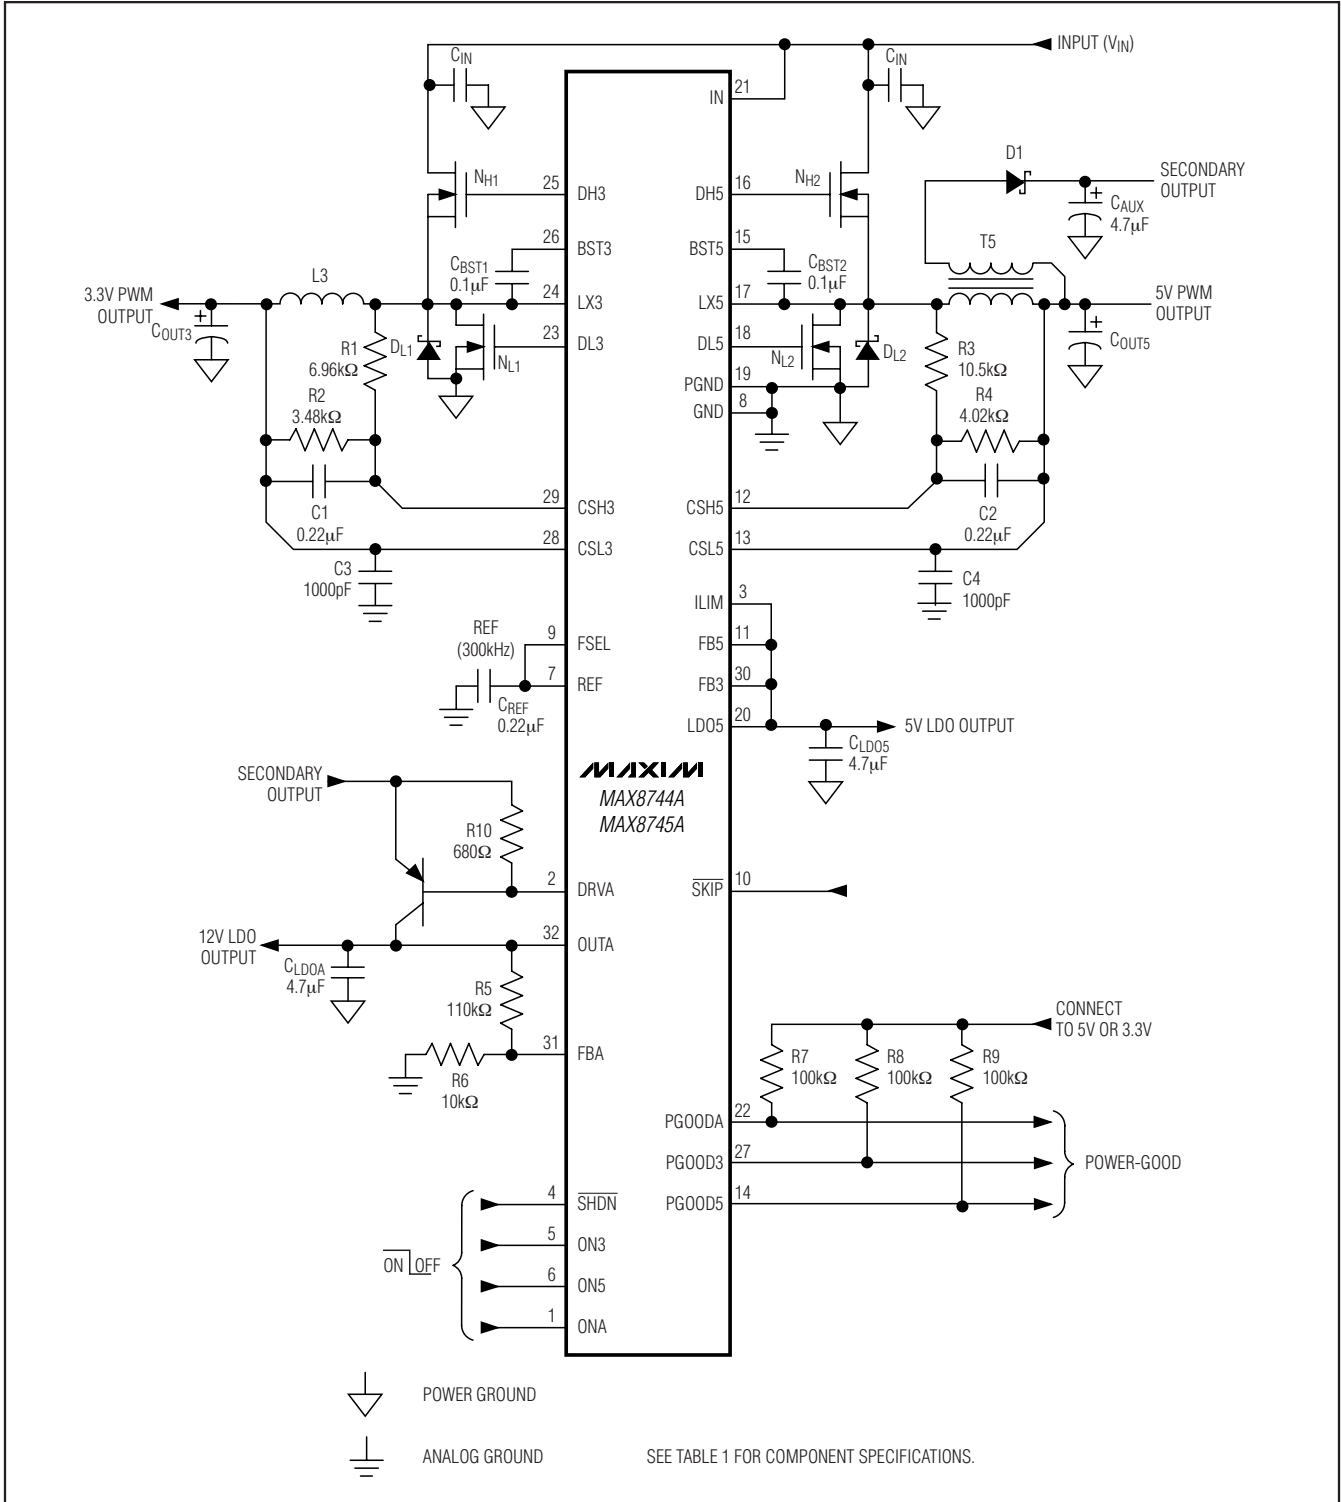 INPUT (VIN)
CIN
CIN
21
IN
D1
SECONDARY
OUTPUT
NH1
25
DH3
DH5
16
NH2
CAUX
4.7μF
26
BST3
BST5
15
T5
CBST1
0.1μF
CBST2
0.1μF
L3
3.3V PWM
OUTPUT
24
LX3
LX5
17
5V PWM
OUTPUT
COUT3
23
DL3
DL5
18
COUT5
R1
6.96kΩ
DL1
NL1
NL2
DL2
R3
10.5kΩ
PGND
19
R2
3.48kΩ
GND
8
R4
4.02kΩ
29
CSH3
CSH5
12
C1
0.22μF
C2
0.22μF
28
CSL3
CSL5
13
C3
1000pF
C4
1000pF
ILIM
3
REF
(300kHz)
9
FSEL
FB5
11
7
REF
FB3
30
CREF
0.22μF
LDO5
20
5V LDO OUTPUT
CLDO5
4.7μF
SECONDARY
OUTPUT
MAXIM
MAX8744A
MAX8745A
R10
680Ω
2
DRVA
SKIP
10
12V LDO
OUTPUT
32
OUTA
CLDOA
4.7μF
R5
110kΩ
CONNECT
TO 5V OR 3.3V
31
FBA
R6
10kΩ
R7
100kΩ
R8
100kΩ
R9
100kΩ
PGOODA
22
PGOOD3
27
POWER-GOOD
PGOOD5
14
4
SHDN
5
ON3
ON OFF
6
ON5
1
ONA
POWER GROUND
ANALOG GROUND
SEE TABLE 1 FOR COMPONENT SPECIFICATIONS.